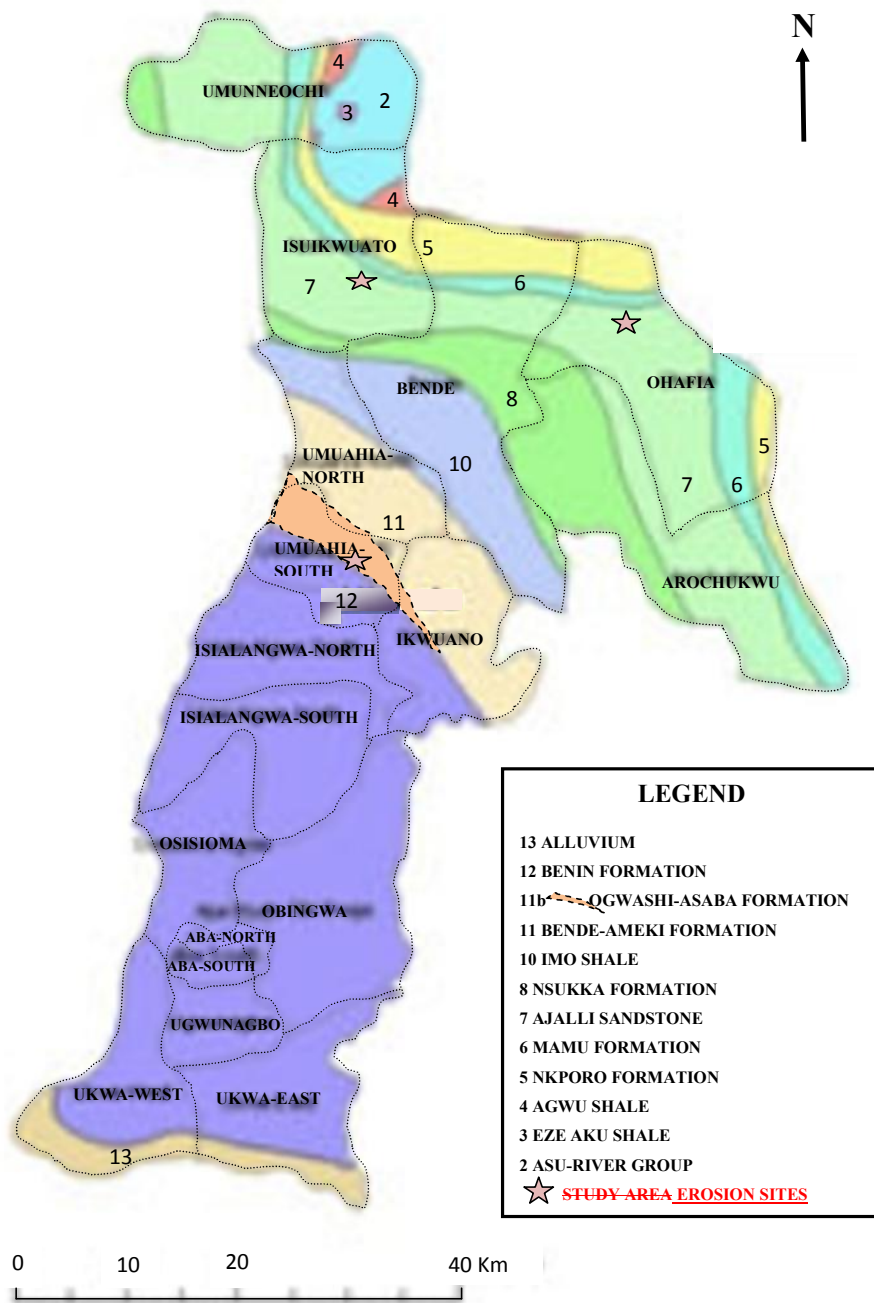 N
4
UMUNNEOCHI
2
3
4
ISUIKWUATO
5
7
6
BENDE
OHAFIA
8
UMUAHIA-
NORTH
10
5
7
6
11
UMUAHIA-
SOUTH
AROCHUKWU
12
ISIALANGWA-NORTH
IKWUANO
ISIALANGWA-SOUTH
OSISIOMA
OBINGWA
ABA-NORTH
ABA-SOUTH
UGWUNAGBO
UKWA-WEST
UKWA-EAST
13
LEGEND
13 ALLUVIUM
12 BENIN FORMATION
11b OGWASHI-ASABA FORMATION
11 BENDE-AMEKI FORMATION
10 IMO SHALE
8 NSUKKA FORMATION
7 AJALLI SANDSTONE
6 MAMU FORMATION
5 NKPORO FORMATION
4 AGWU SHALE
3 EZE AKU SHALE
2 ASU-RIVER GROUP
STUDY AREA EROSION SITES
0 10 20 40 Km